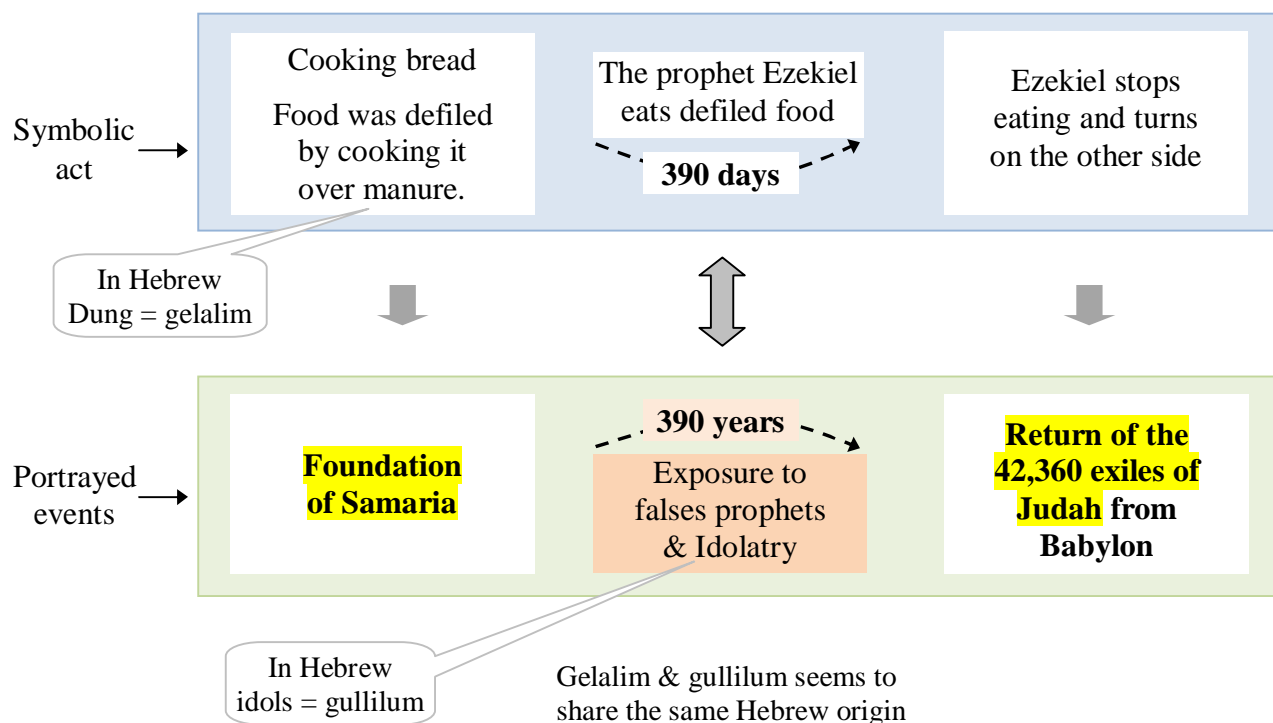 Cooking bread
Food was defiled
by cooking it
over manure.
The prophet Ezekiel
eats defiled food
390 days
Ezekiel stops
eating and turns
on the other side
Symbolic
act
In Hebrew
Dung = gelalim
Portrayed
events
Foundation
of Samaria
390 years
Exposure to
falses prophets
& Idolatry
Return of the
42,360 exiles of
Judah from
Babylon
In Hebrew
idols = gullilum
Gelalim & gullilum seems to
share the same Hebrew origin